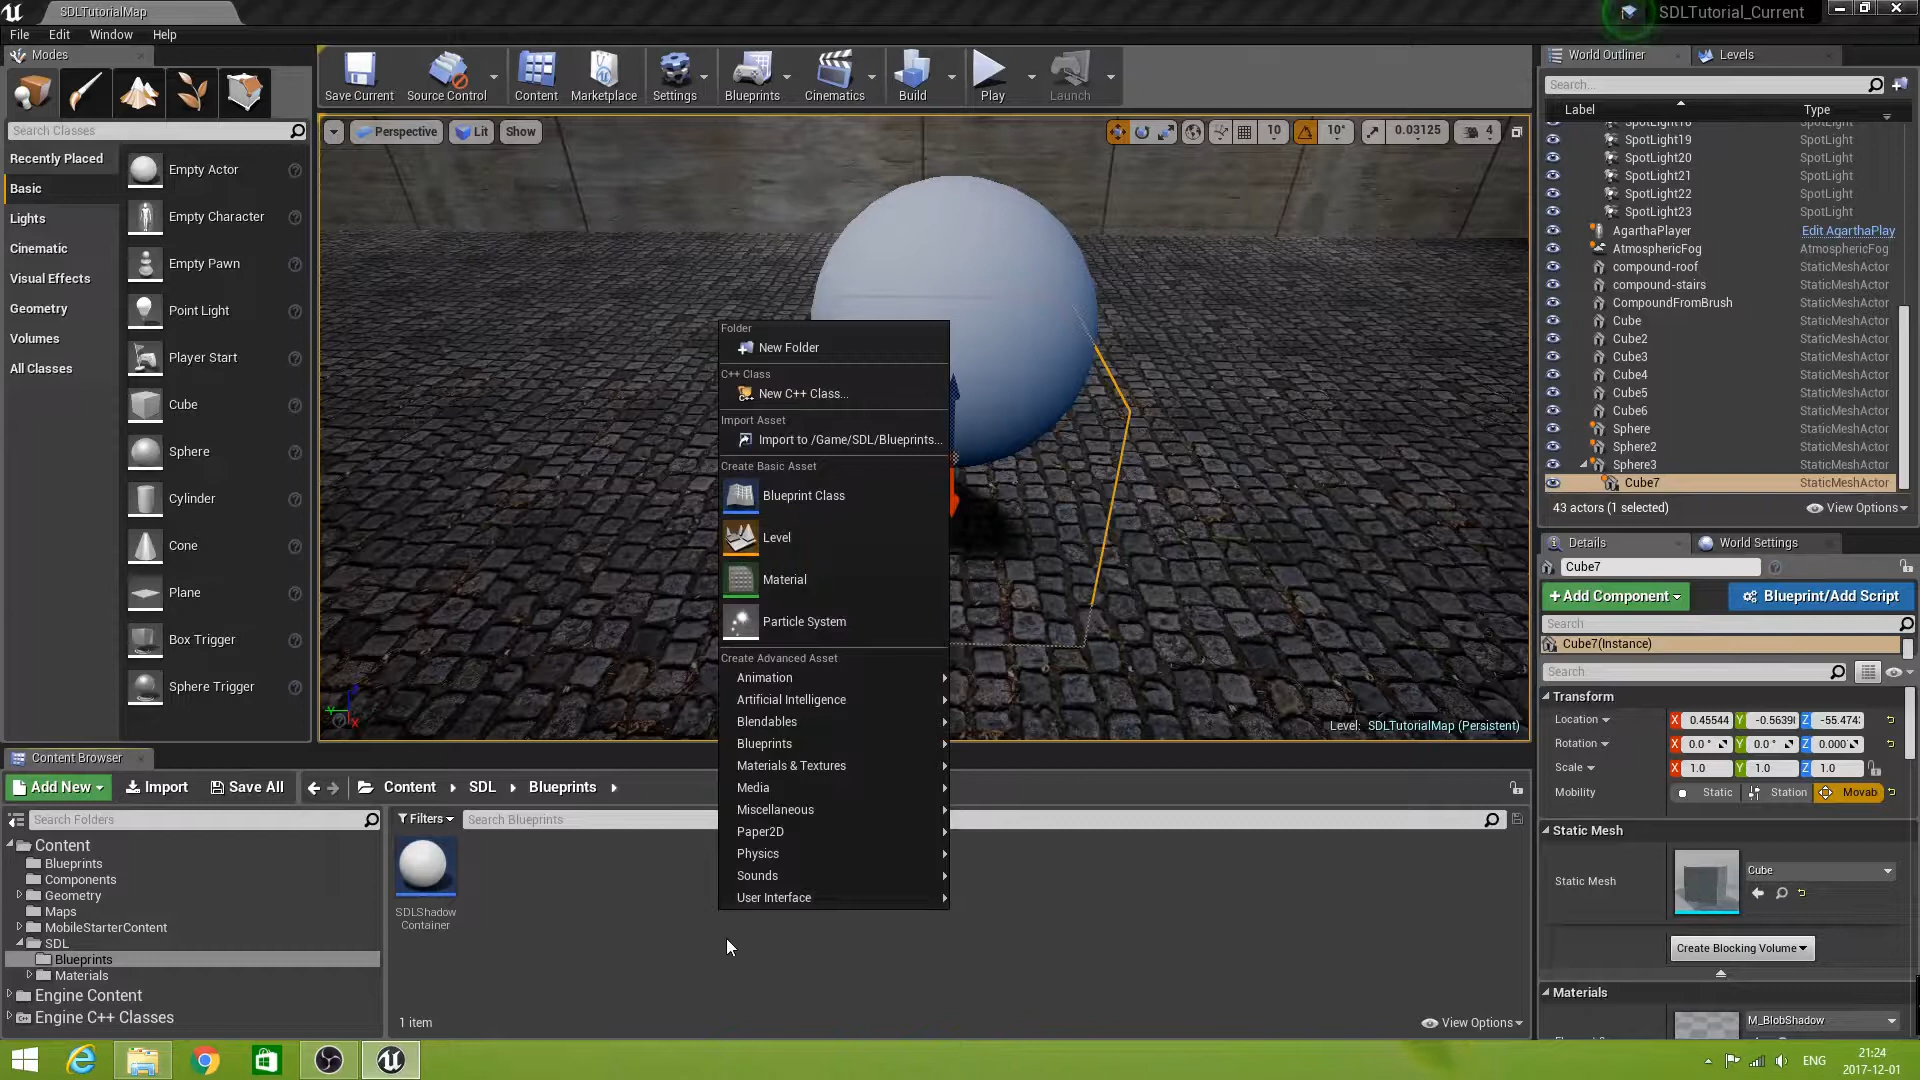 SDLTutorialMap
SDLTutorial_Current
File Edit Window Help
Modes
Search Classes
Recently Placed
Basic
Lights
Cinematic
Visual Effects
Geometry
Volumes
All Classes
Empty Actor
Empty Character
Empty Pawn
Point Light
Player Start
Cube
Sphere
Cylinder
Cone
Plane
Box Trigger
Sphere Trigger
Save Current Source Control Content Marketplace Settings Blueprints Cinematics Build Play Launch
Perspective Lit Show
10 10° 0.03125 4
Folder
New Folder
C++ Class
New C++ Class...
Import Asset
Import to /Game/SDL/Blueprints...
Create Basic Asset
Blueprint Class
Level
Material
Particle System
Create Advanced Asset
Animation
Artificial Intelligence
Blendables
Blueprints
Materials & Textures
Media
Miscellaneous
Paper2D
Physics
Sounds
User Interface
Level: SDLTutorialMap (Persistent)
World Outliner Levels
Search...
Label Type
SpotLight18 SpotLight
SpotLight19 SpotLight
SpotLight20 SpotLight
SpotLight21 SpotLight
SpotLight22 SpotLight
SpotLight23 SpotLight
AgarthaPlayer Edit AgarthaPlay
AtmosphericFog AtmosphericFog
compound-roof StaticMeshActor
compound-stairs StaticMeshActor
CompoundFromBrush StaticMeshActor
Cube StaticMeshActor
Cube2 StaticMeshActor
Cube3 StaticMeshActor
Cube4 StaticMeshActor
Cube5 StaticMeshActor
Cube6 StaticMeshActor
Sphere StaticMeshActor
Sphere2 StaticMeshActor
Sphere3 StaticMeshActor
Cube7 StaticMeshActor
43 actors (1 selected) View Options
Details World Settings
Cube7
+Add Component Blueprint/Add Script
Search
Cube7(Instance)
Search
Transform
Location X 0.45544 Y -0.5639 Z -55.474
Rotation X 0.0° Y 0.0° Z 0.000
Scale X 1.0 Y 1.0 Z 1.0
Mobility Static Station Movab
Static Mesh
Static Mesh
Cube
Create Blocking Volume
Materials
M_BlobShadow
Content Browser
Add New Import Save All Content SDL Blueprints
Search Folders
Filters Search Blueprints
Content
Blueprints
Components
Geometry
Maps
MobileStarterContent
SDL
Blueprints
Materials
Engine Content
Engine C++ Classes
SDLShadow
Container
1 item
View Options
ENG
21:24
2017-12-01